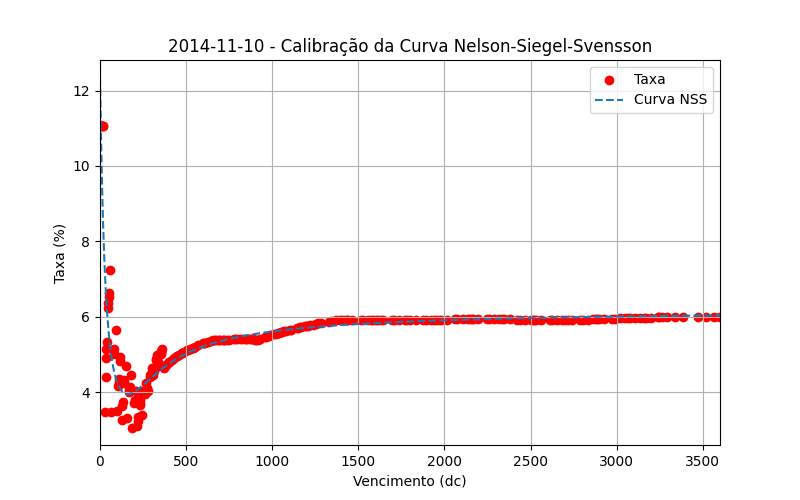 2014-11-10 - Calibração da Curva Nelson-Siegel-Svensson
Taxa
Curva NSS
Taxa (%)
12
10
8
6
4
0 500 1000 1500 2000 2500 3000 3500
Vencimento (dc)